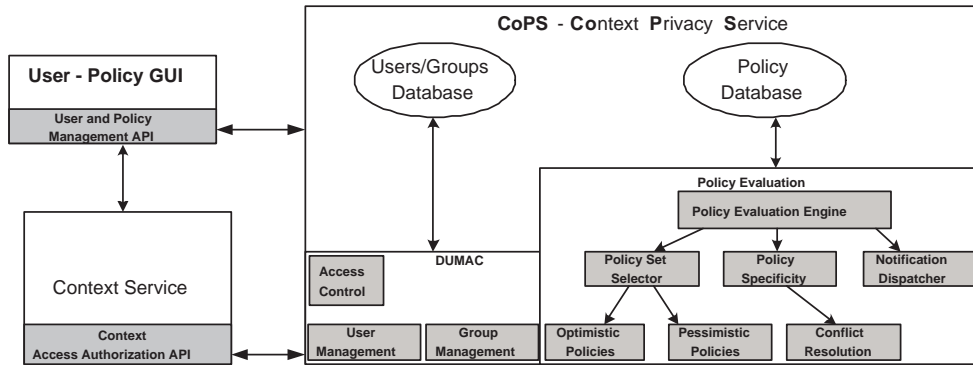 CoPS - Context Privacy Service
User - Policy GUI
User and Policy
Management API
Users/Groups
Database
Policy
Database
Context Service
Context
Access Authorization API
DUMAC
Access
Control
User
Management
Group
Management
Policy Evaluation
Policy Evaluation Engine
Policy Set
Selector
Policy
Specificity
Notification
Dispatcher
Optimistic
Policies
Pessimistic
Policies
Conflict
Resolution